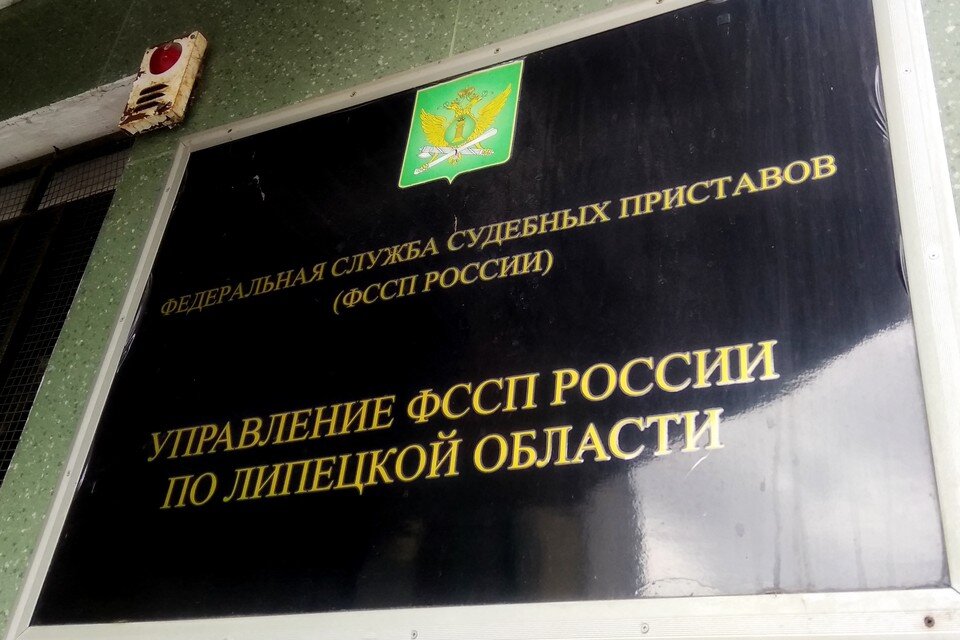 ФЕДЕРАЛЬНАЯ СЛУЖБА СУДЕБНЫХ ПРИСТАВОВ
(ФССП РОССИИ)
УПРАВЛЕНИЕ ФССП РОССИИ
ПО ЛИПЕЦКОЙ ОБЛАСТИ